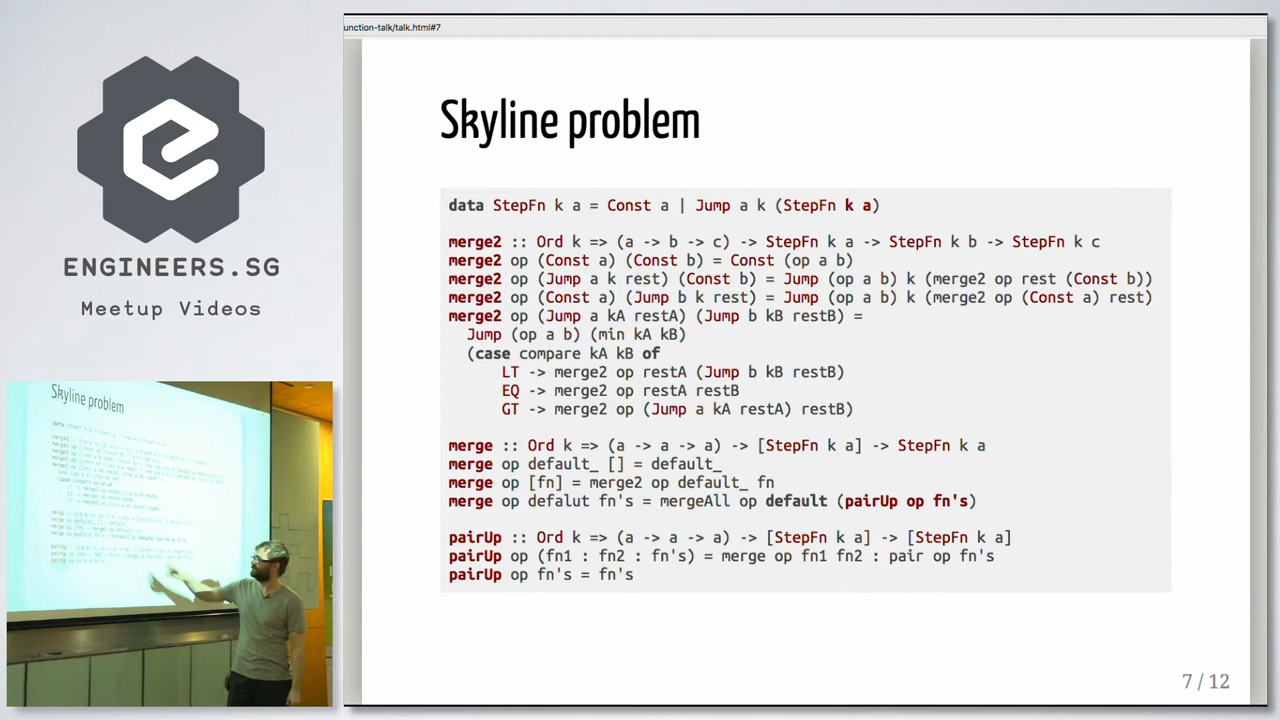 unction-talk/talk.html#7
ENGINEERS.SG
Meetup Videos
Skyline problem
data StepFn k a = Const a | Jump a k (StepFn k a)
merge2 :: Ord k => (a -> b -> c) -> StepFn k a -> StepFn k b -> StepFn k c
merge2 op (Const a) (Const b) = Const (op a b)
merge2 op (Jump a k rest) (Const b) = Jump (op a b) k (merge2 op rest (Const b))
merge2 op (Const a) (Jump b k rest) = Jump (op a b) k (merge2 op (Const a) rest)
merge2 op (Jump a kA restA) (Jump b kB restB) =
Jump (op a b) (min kA kB)
(case compare kA kB of
LT -> merge2 op restA (Jump b kB restB)
EQ -> merge2 op restA restB
GT -> merge2 op (Jump a kA restA) restB)
merge :: Ord k => (a -> a -> a) -> [StepFn k a] -> StepFn k a
merge op default_ [] = default_
merge op [fn] = merge2 op default_ fn
merge op defalut fn's = mergeAll op default (pairUp op fn's)
pairUp :: Ord k => (a -> a -> a) -> [StepFn k a] -> [StepFn k a]
pairUp op (fn1 : fn2 : fn's) = merge op fn1 fn2 : pair op fn's
pairUp op fn's = fn's
7 / 12
Skyline problem